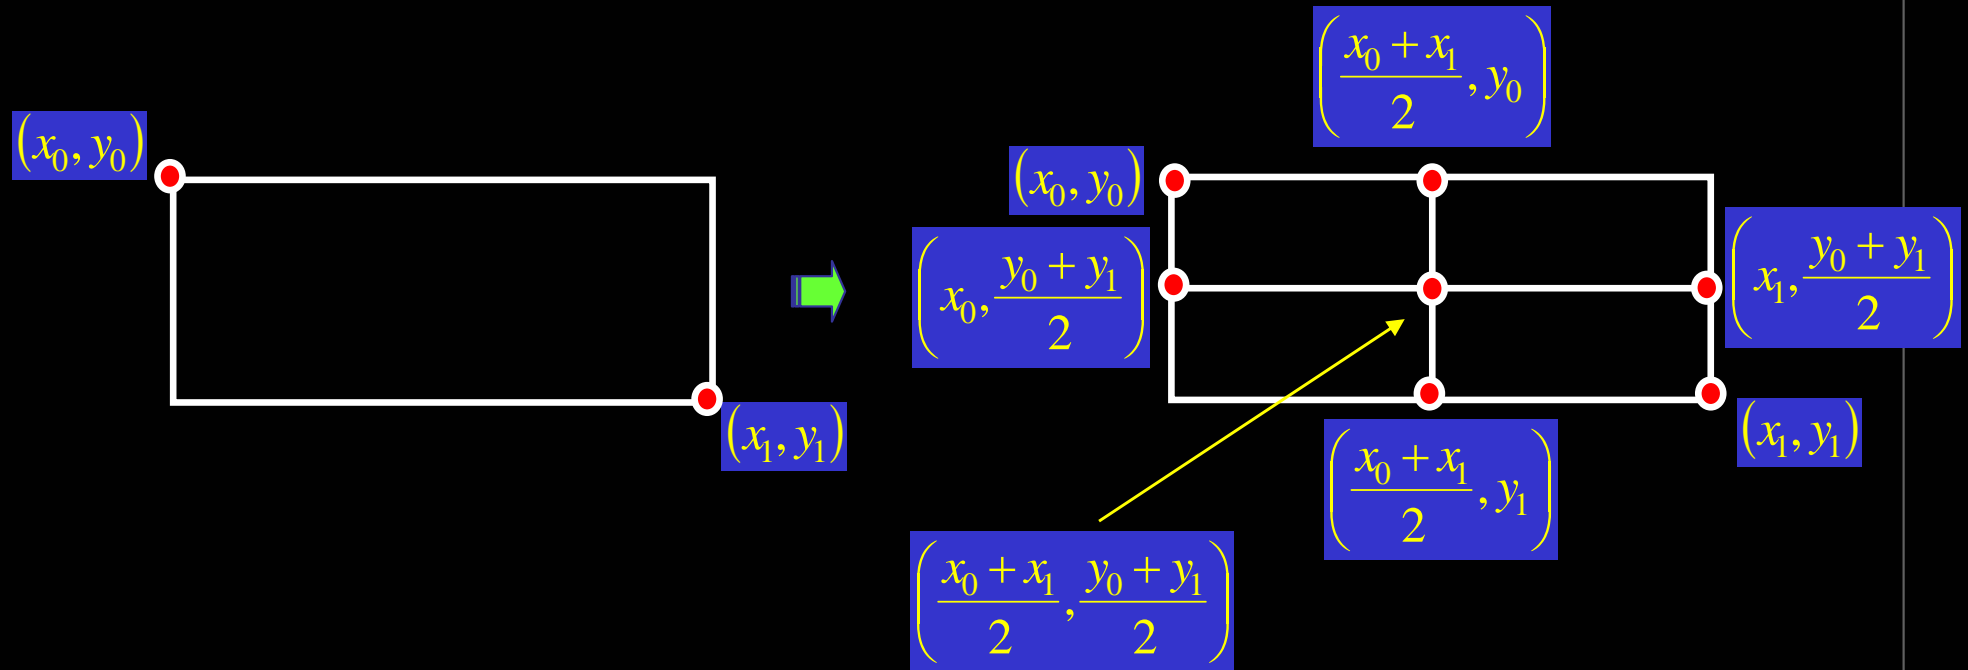 (x₀, y₀)
(x₁, y₁)
((x₀ + x₁)/2, y₀)
(x₀, y₀)
(x₀, (y₀ + y₁)/2)
(x₁, (y₀ + y₁)/2)
(x₁, y₁)
((x₀ + x₁)/2, y₁)
((x₀ + x₁)/2, (y₀ + y₁)/2)